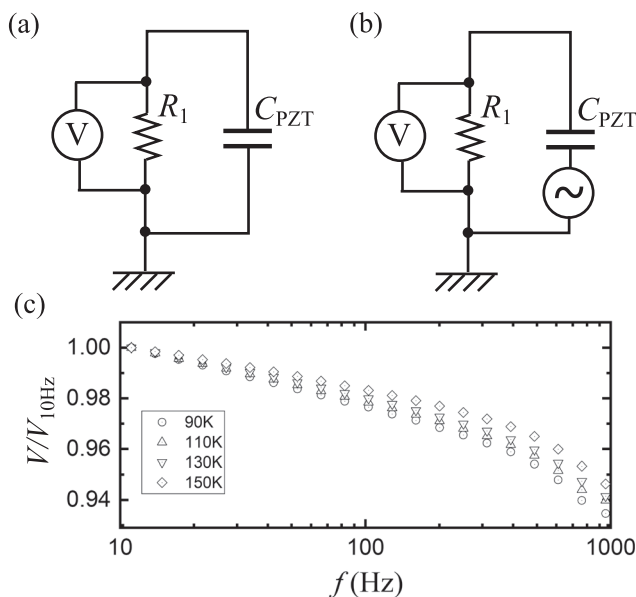 (a)
(b)
V
R1
CPZT
V
R1
CPZT
~
(c)
V/V10Hz
1.00
0.98
0.96
0.94
90K
110K
130K
150K
10
100
1000
f (Hz)